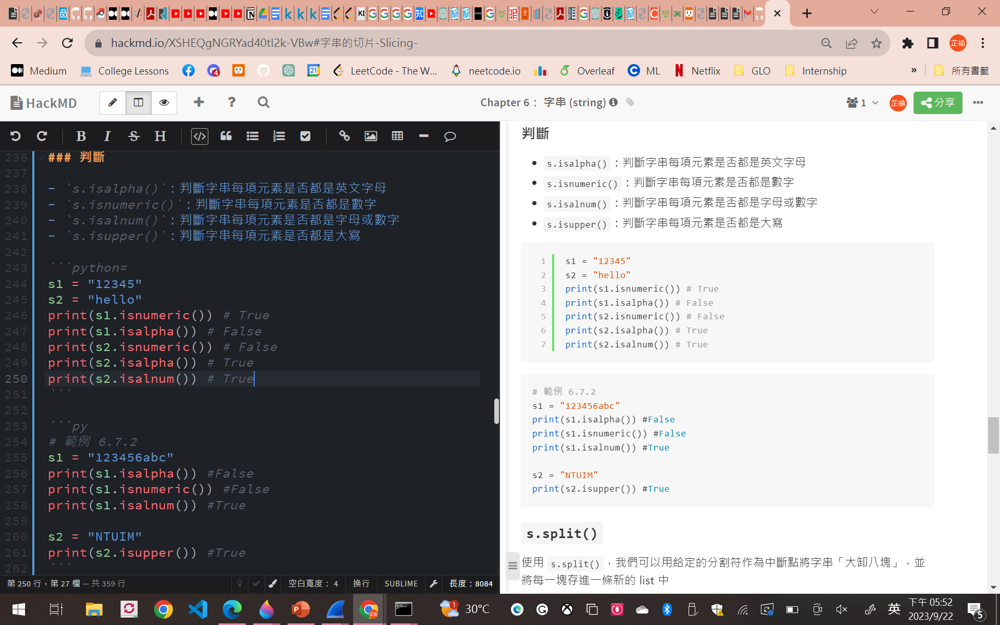 hackmd.io/XSHEQgNGRYad40tI2k-VBw#字串的切片-Slicing-
芷榆
Medium
College Lessons
4
21
LeetCode - The W...
neetcode.io
Overleaf
ML
Netflix
GLO
Internship
»
所有書籤
HackMD
Chapter 6： 字串 (string)
1
芷榆
分享
B I S H
236 ### 判斷
237
238 - `s.isalpha()`：判斷字串每項元素是否都是英文字母
239 - `s.isnumeric()`：判斷字串每項元素是否都是數字
240 - `s.isalnum()`：判斷字串每項元素是否都是字母或數字
241 - `s.isupper()`：判斷字串每項元素是否都是大寫
242
243 ```python=
244 s1 = "12345"
245 s2 = "hello"
246 print(s1.isnumeric()) # True
247 print(s1.isalpha()) # False
248 print(s2.isnumeric()) # False
249 print(s2.isalpha()) # True
250 print(s2.isalnum()) # True
251 ```
252
253 ```py
254 # 範例 6.7.2
255 s1 = "123456abc"
256 print(s1.isalpha()) #False
257 print(s1.isnumeric()) #False
258 print(s1.isalnum()) #True
259
260 s2 = "NTUIM"
261 print(s2.isupper()) #True
262 ```
第 250 行，第 27 欄 — 共 359 行
空白寬度： 4
換行
SUBLIME
長度：8084
判斷
• s.isalpha() ：判斷字串每項元素是否都是英文字母
• s.isnumeric() ：判斷字串每項元素是否都是數字
• s.isalnum() ：判斷字串每項元素是否都是字母或數字
• s.isupper() ：判斷字串每項元素是否都是大寫
1 s1 = "12345"
2 s2 = "hello"
3 print(s1.isnumeric()) # True
4 print(s1.isalpha()) # False
5 print(s2.isnumeric()) # False
6 print(s2.isalpha()) # True
7 print(s2.isalnum()) # True
# 範例 6.7.2
s1 = "123456abc"
print(s1.isalpha()) #False
print(s1.isnumeric()) #False
print(s1.isalnum()) #True
s2 = "NTUIM"
print(s2.isupper()) #True
s.split()
使用 s.split() ，我們可以用給定的分割符作為中斷點將字串「大卸八塊」，並
將每一塊存進一條新的 list 中
1
30°C
英
下午 05:52
2023/9/22
5